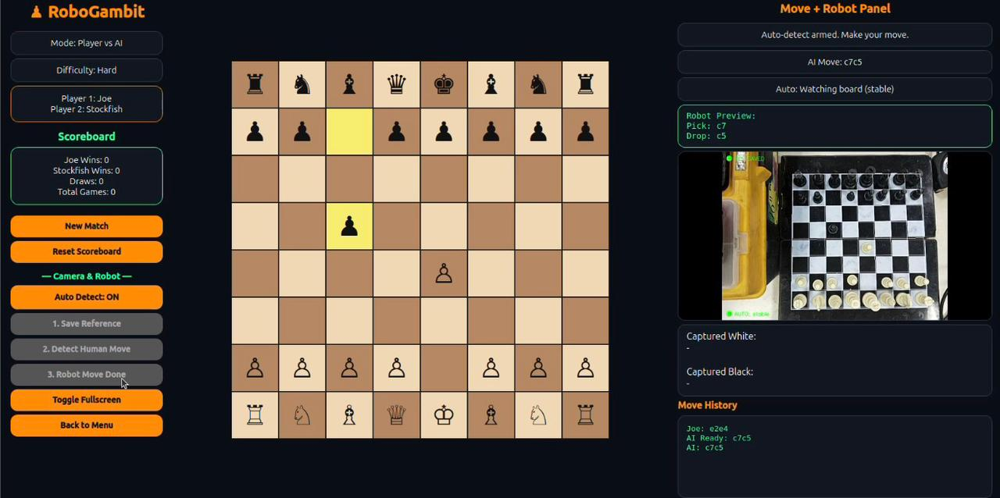 RoboGambit
Mode: Player vs AI
Difficulty: Hard
Player 1: Joe
Player 2: Stockfish
Scoreboard
Joe Wins: 0
Stockfish Wins: 0
Draws: 0
Total Games: 0
New Match
Reset Scoreboard
— Camera & Robot —
Auto Detect: ON
1. Save Reference
2. Detect Human Move
3. Robot Move Done
Toggle Fullscreen
Back to Menu
Move + Robot Panel
Auto-detect armed. Make your move.
AI Move: c7c5
Auto: Watching board (stable)
Robot Preview:
Pick: c7
Drop: c5
SAVED
AUTO: stable
Captured White:
-
Captured Black:
-
Move History
Joe: e2e4
AI Ready: c7c5
AI: c7c5